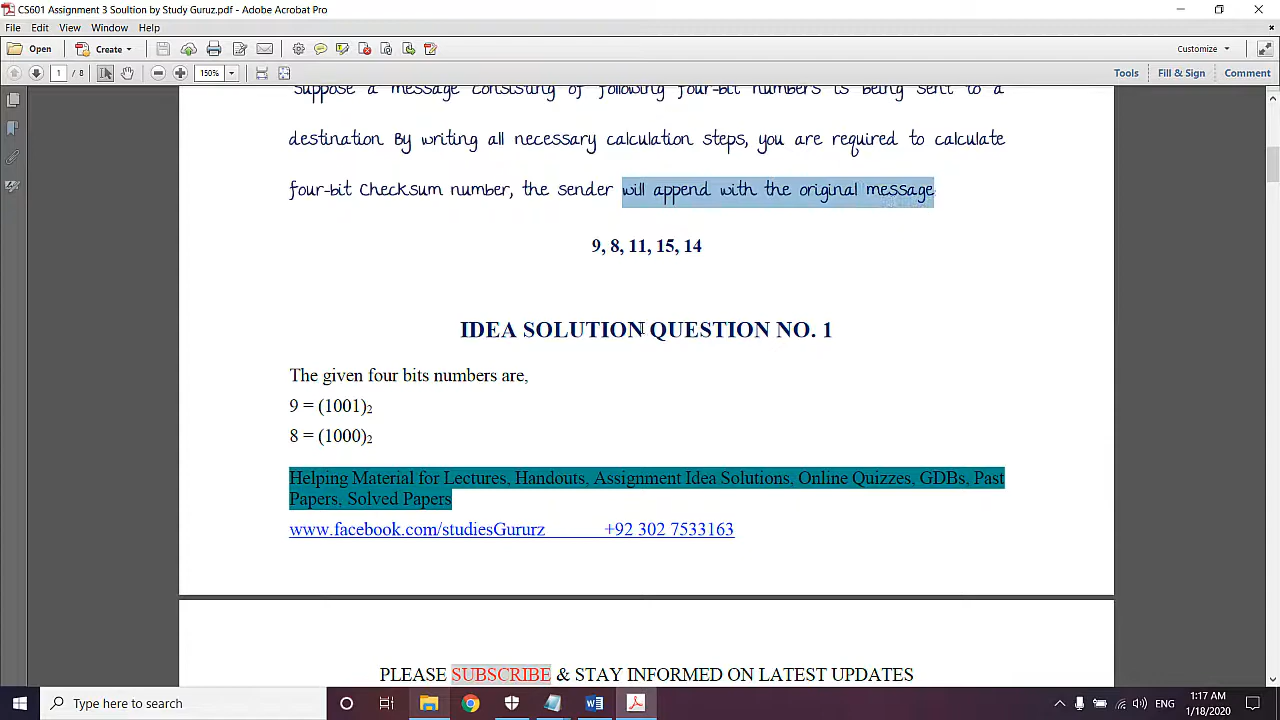 CS601 Assignment 3 Soultion by Study Guruz.pdf - Adobe Acrobat Pro
File Edit View Window Help
Open Create Customize
1 / 8 150% Tools Fill & Sign Comment
Suppose a message consisting of following four-bit numbers is being sent to a
destination. By writing all necessary calculation steps, you are required to calculate
four-bit Checksum number, the sender will append with the original message
9, 8, 11, 15, 14
IDEA SOLUTION QUESTION NO. 1
The given four bits numbers are,
9 = (1001)₂
8 = (1000)₂
Helping Material for Lectures, Handouts, Assignment Idea Solutions, Online Quizzes, GDBs, Past
Papers, Solved Papers
www.facebook.com/studiesGururz +92 302 7533163
PLEASE SUBSCRIBE & STAY INFORMED ON LATEST UPDATES
Type here to search
ENG
1:17 AM
1/18/2020